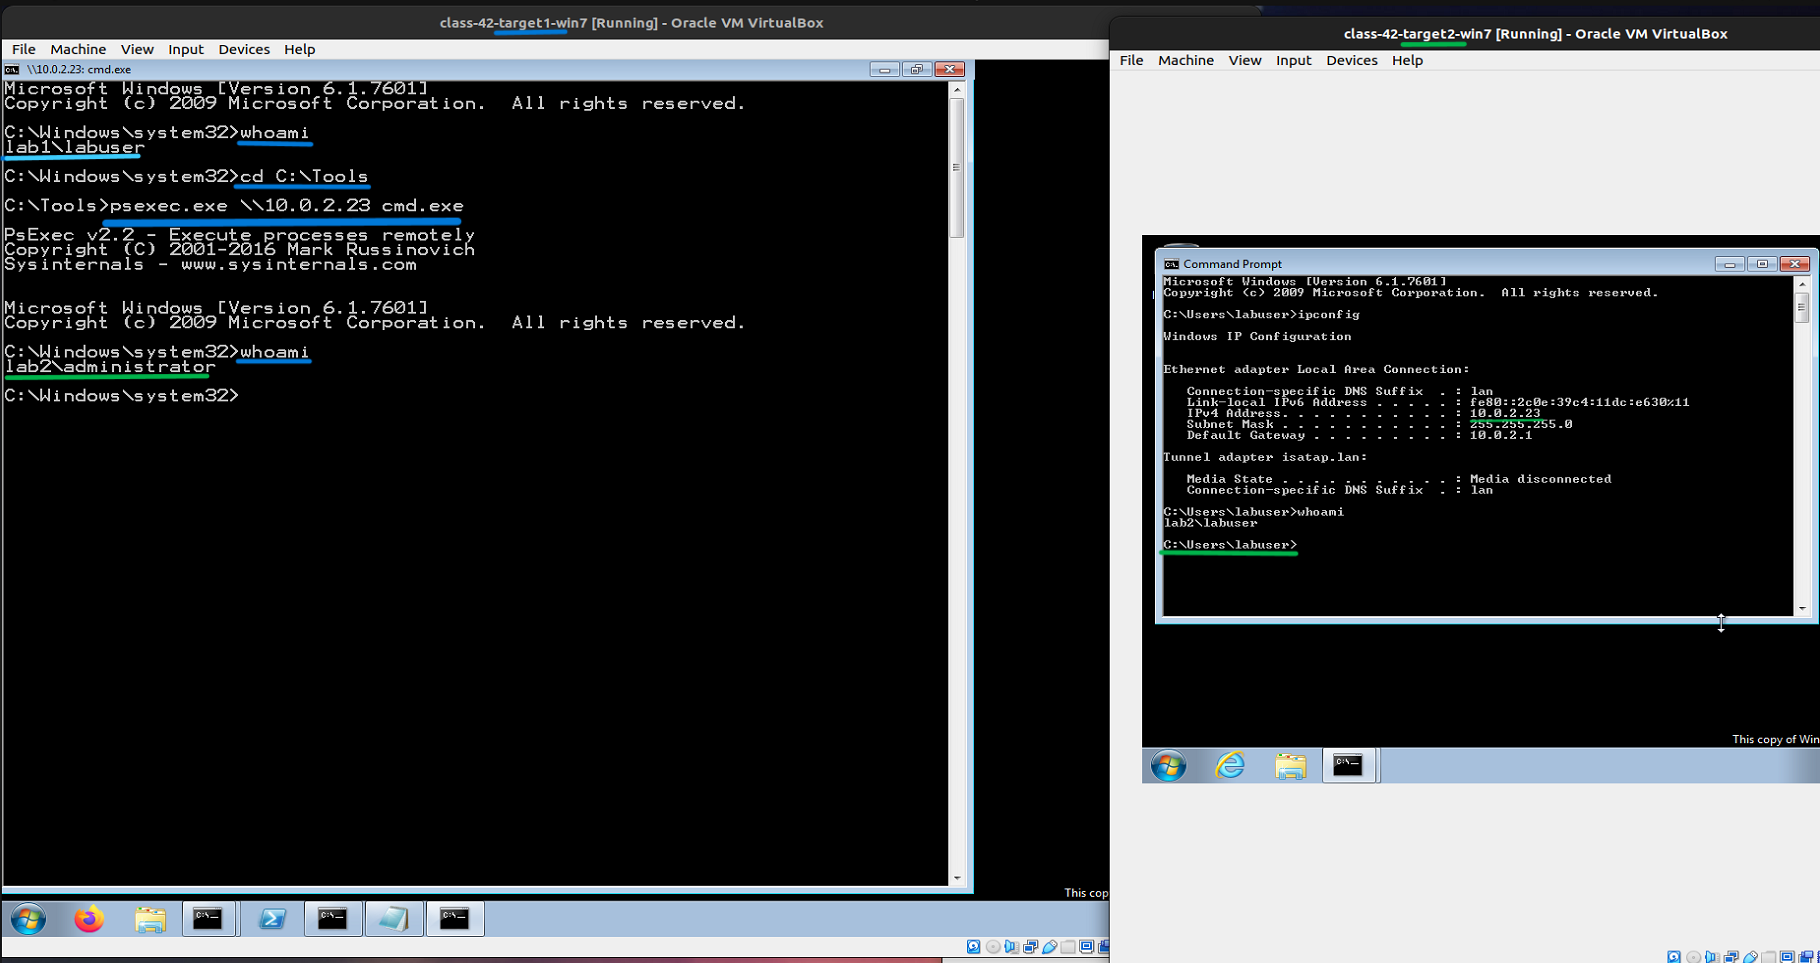 class-42-target1-win7 [Running] - Oracle VM VirtualBox
File Machine View Input Devices Help
\\10.0.2.23: cmd.exe
Microsoft Windows [Version 6.1.7601]
Copyright (c) 2009 Microsoft Corporation.  All rights reserved.
C:\Windows\system32>whoami
lab1\labuser
C:\Windows\system32>cd C:\Tools
C:\Tools>psexec.exe \\10.0.2.23 cmd.exe
PsExec v2.2 - Execute processes remotely
Copyright (C) 2001-2016 Mark Russinovich
Sysinternals - www.sysinternals.com
Microsoft Windows [Version 6.1.7601]
Copyright (c) 2009 Microsoft Corporation.  All rights reserved.
C:\Windows\system32>whoami
lab2\administrator
C:\Windows\system32>
This cop
class-42-target2-win7 [Running] - Oracle VM VirtualBox
File Machine View Input Devices Help
Command Prompt
Microsoft Windows [Version 6.1.7601]
Copyright (c) 2009 Microsoft Corporation.  All rights reserved.
C:\Users\labuser>ipconfig
Windows IP Configuration
Ethernet adapter Local Area Connection:
Connection-specific DNS Suffix  . : lan
Link-local IPv6 Address . . . . . : fe80::2c0e:39c4:11dc:e630%11
IPv4 Address. . . . . . . . . . . : 10.0.2.23
Subnet Mask . . . . . . . . . . . : 255.255.255.0
Default Gateway . . . . . . . . . : 10.0.2.1
Tunnel adapter isatap.lan:
Media State . . . . . . . . . . . : Media disconnected
Connection-specific DNS Suffix  . : lan
C:\Users\labuser>whoami
lab2\labuser
C:\Users\labuser>
This copy of Win